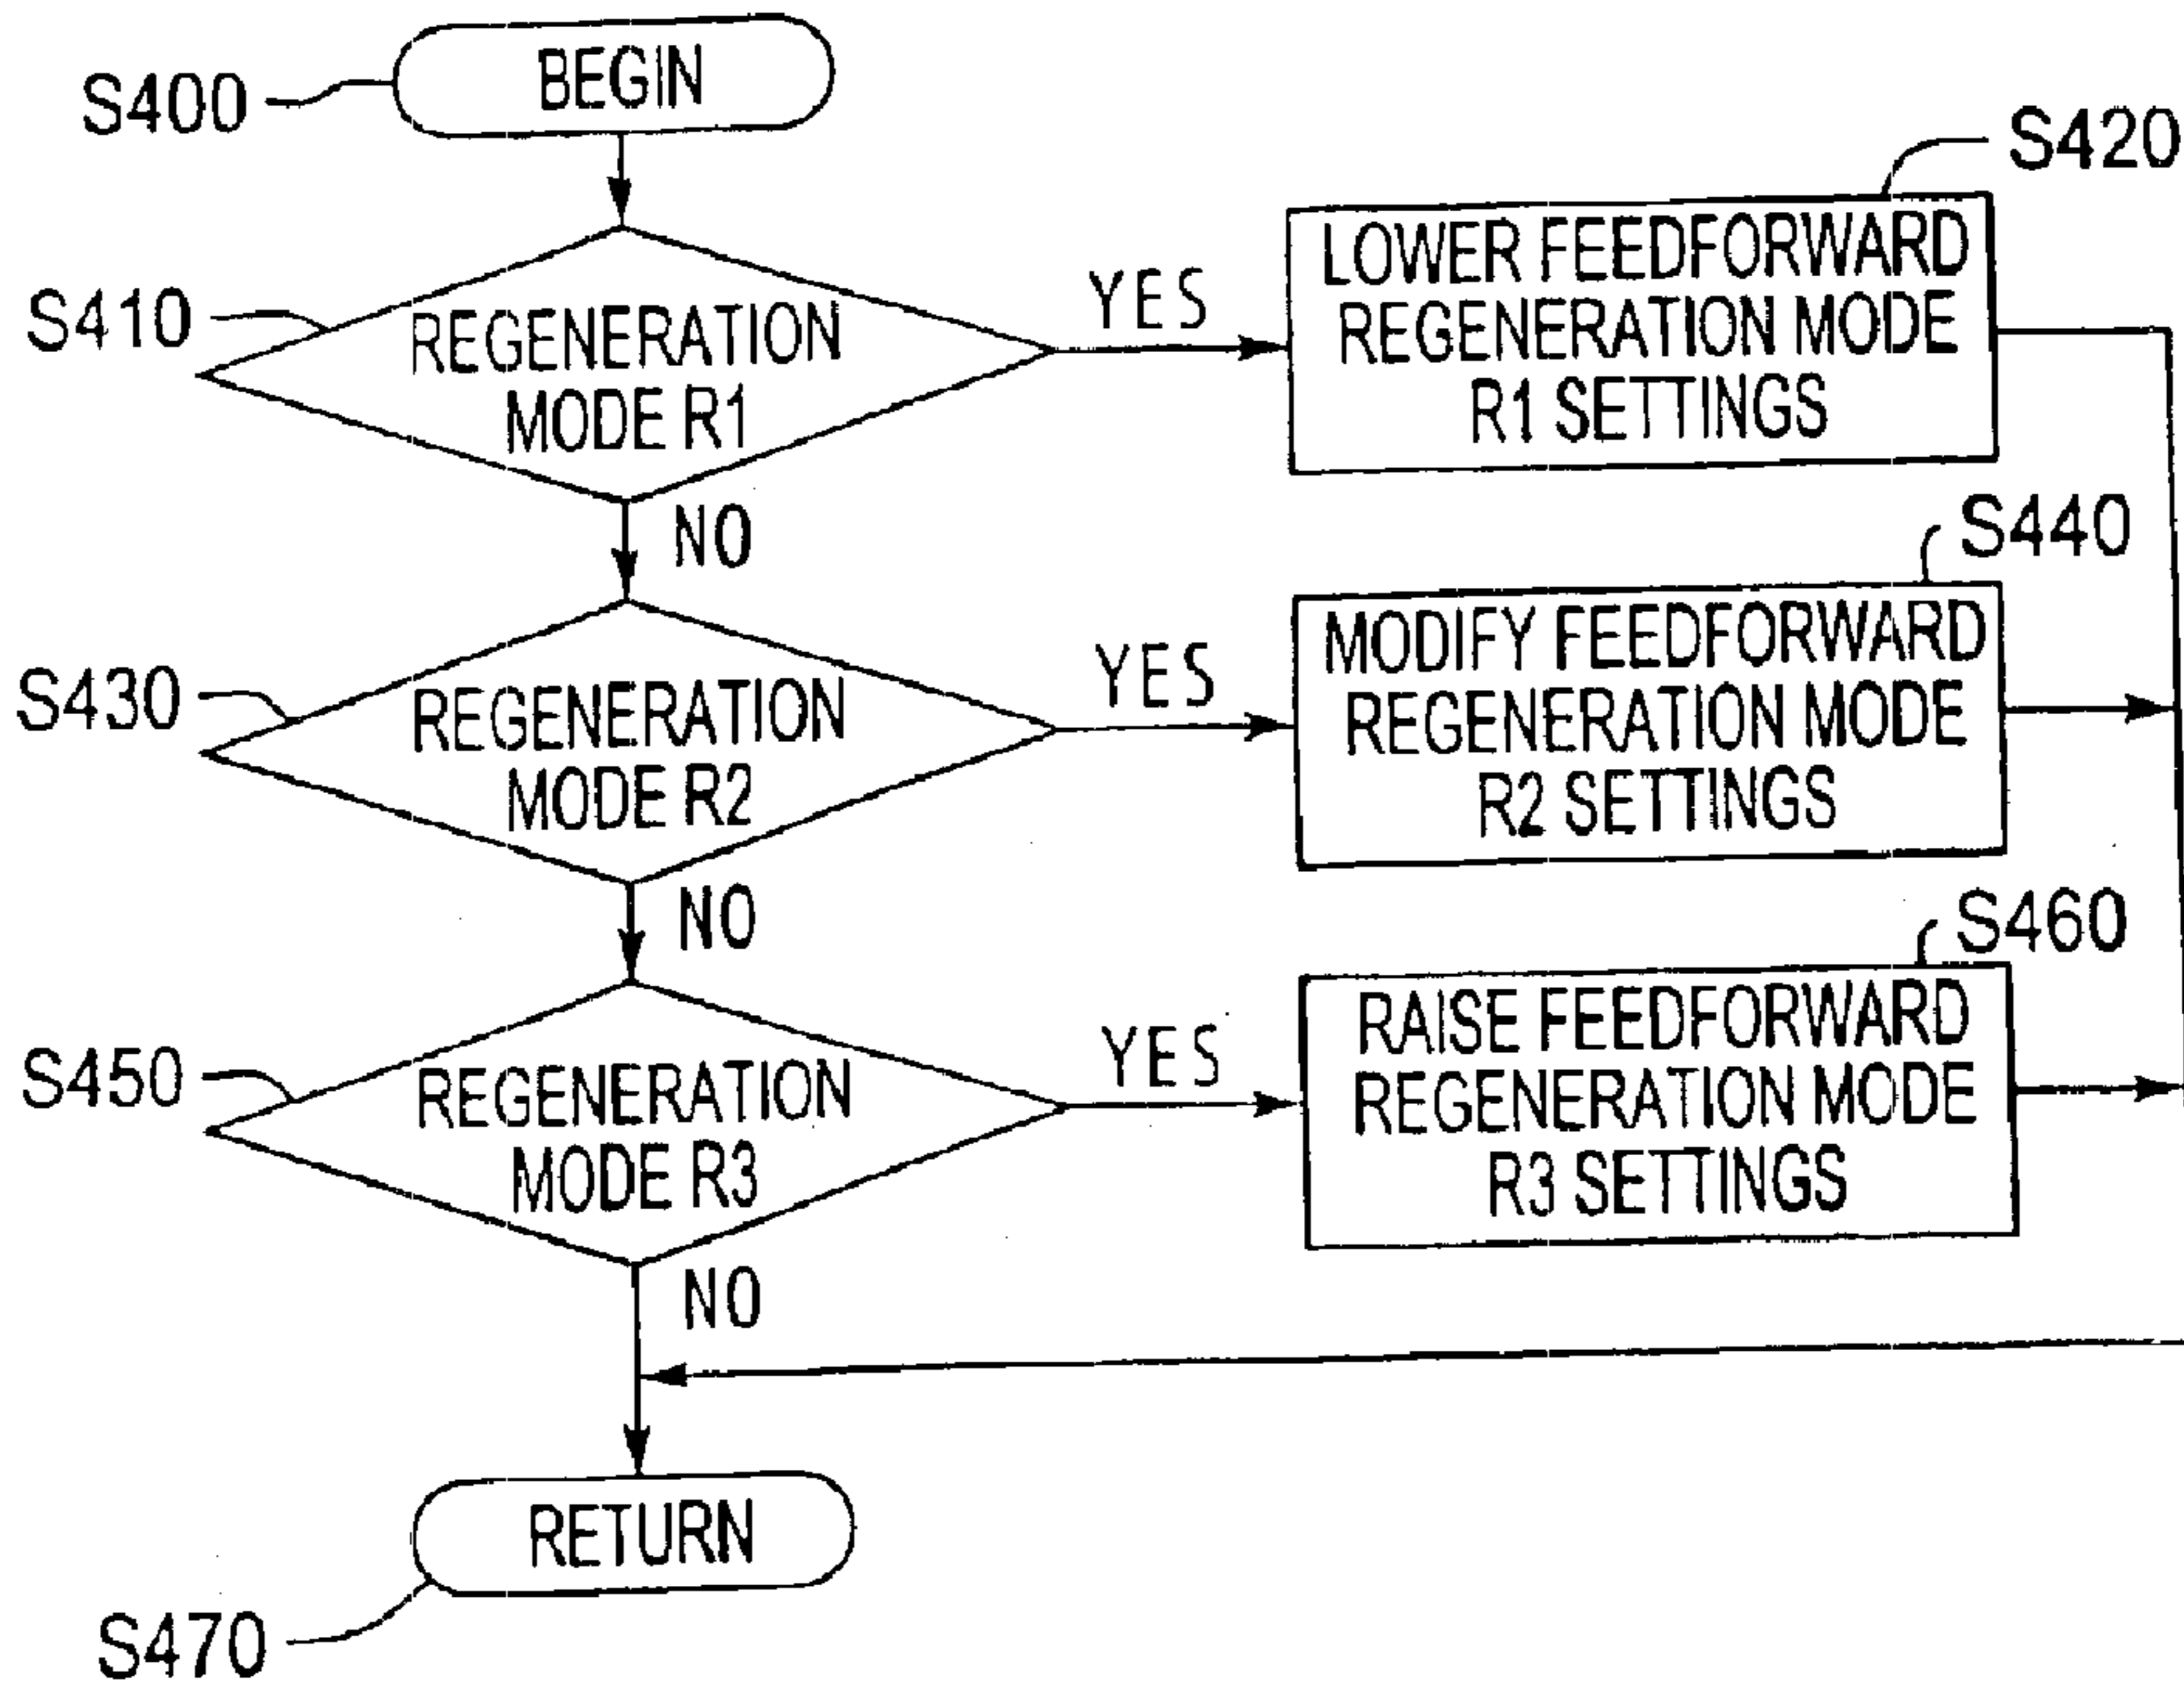 S400
BEGIN
S410
REGENERATION
MODE R1
YES
S420
LOWER FEEDFORWARD
REGENERATION MODE
R1 SETTINGS
NO
S430
REGENERATION
MODE R2
YES
S440
MODIFY FEEDFORWARD
REGENERATION MODE
R2 SETTINGS
NO
S450
REGENERATION
MODE R3
YES
S460
RAISE FEEDFORWARD
REGENERATION MODE
R3 SETTINGS
NO
RETURN
S470